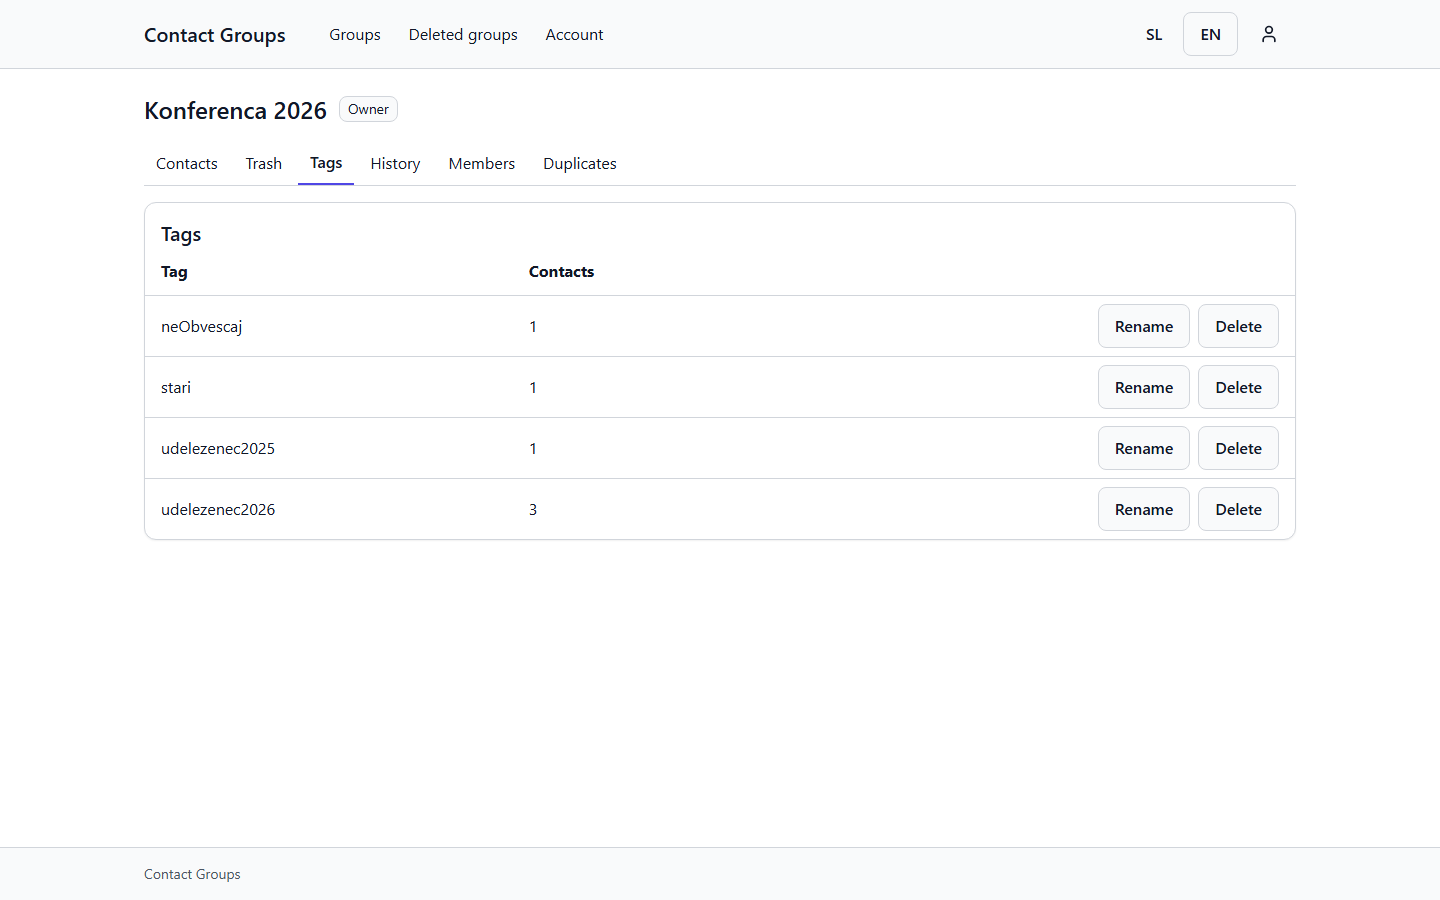 Contact Groups Groups Deleted groups Account SL EN
Konferenca 2026 Owner
Contacts Trash Tags History Members Duplicates
Tags
Tag Contacts
neObvescaj 1 Rename Delete
stari 1 Rename Delete
udelezenec2025 1 Rename Delete
udelezenec2026 3 Rename Delete
Contact Groups